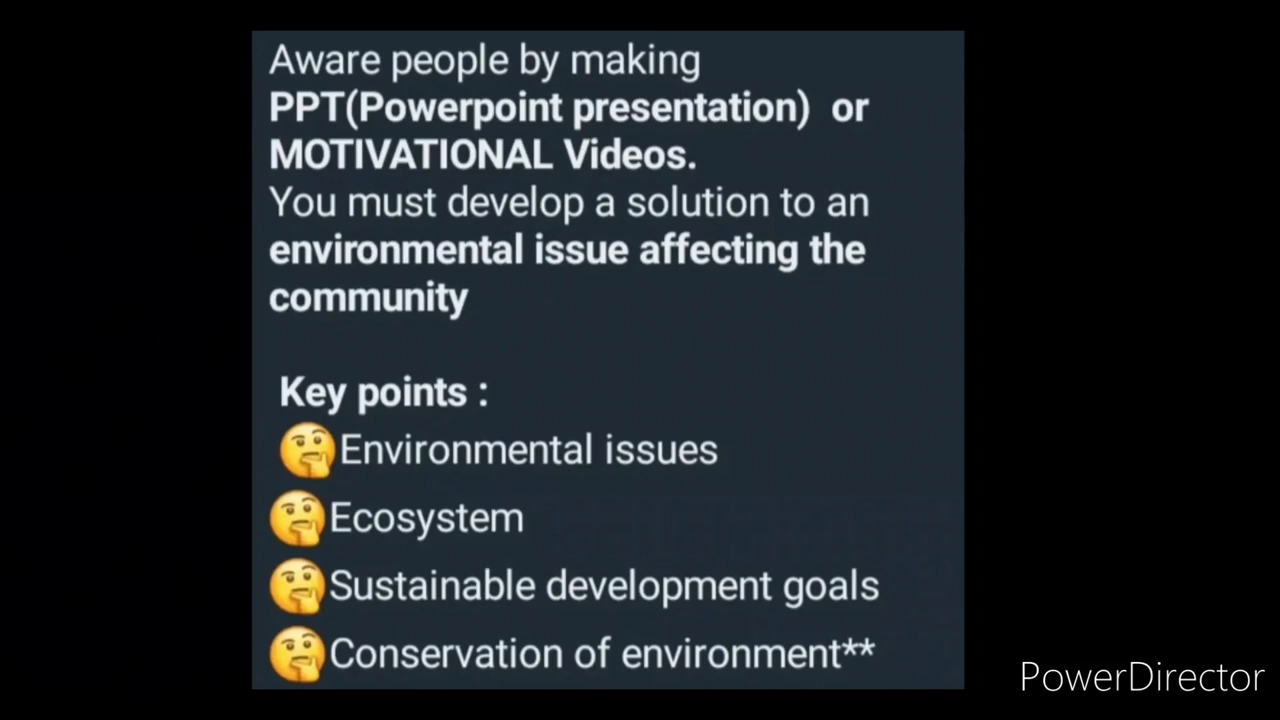 Aware people by making
PPT(Powerpoint presentation) or
MOTIVATIONAL Videos.
You must develop a solution to an
environmental issue affecting the
community
Key points :
🤔Environmental issues
🤔Ecosystem
🤔Sustainable development goals
🤔Conservation of environment**
PowerDirector